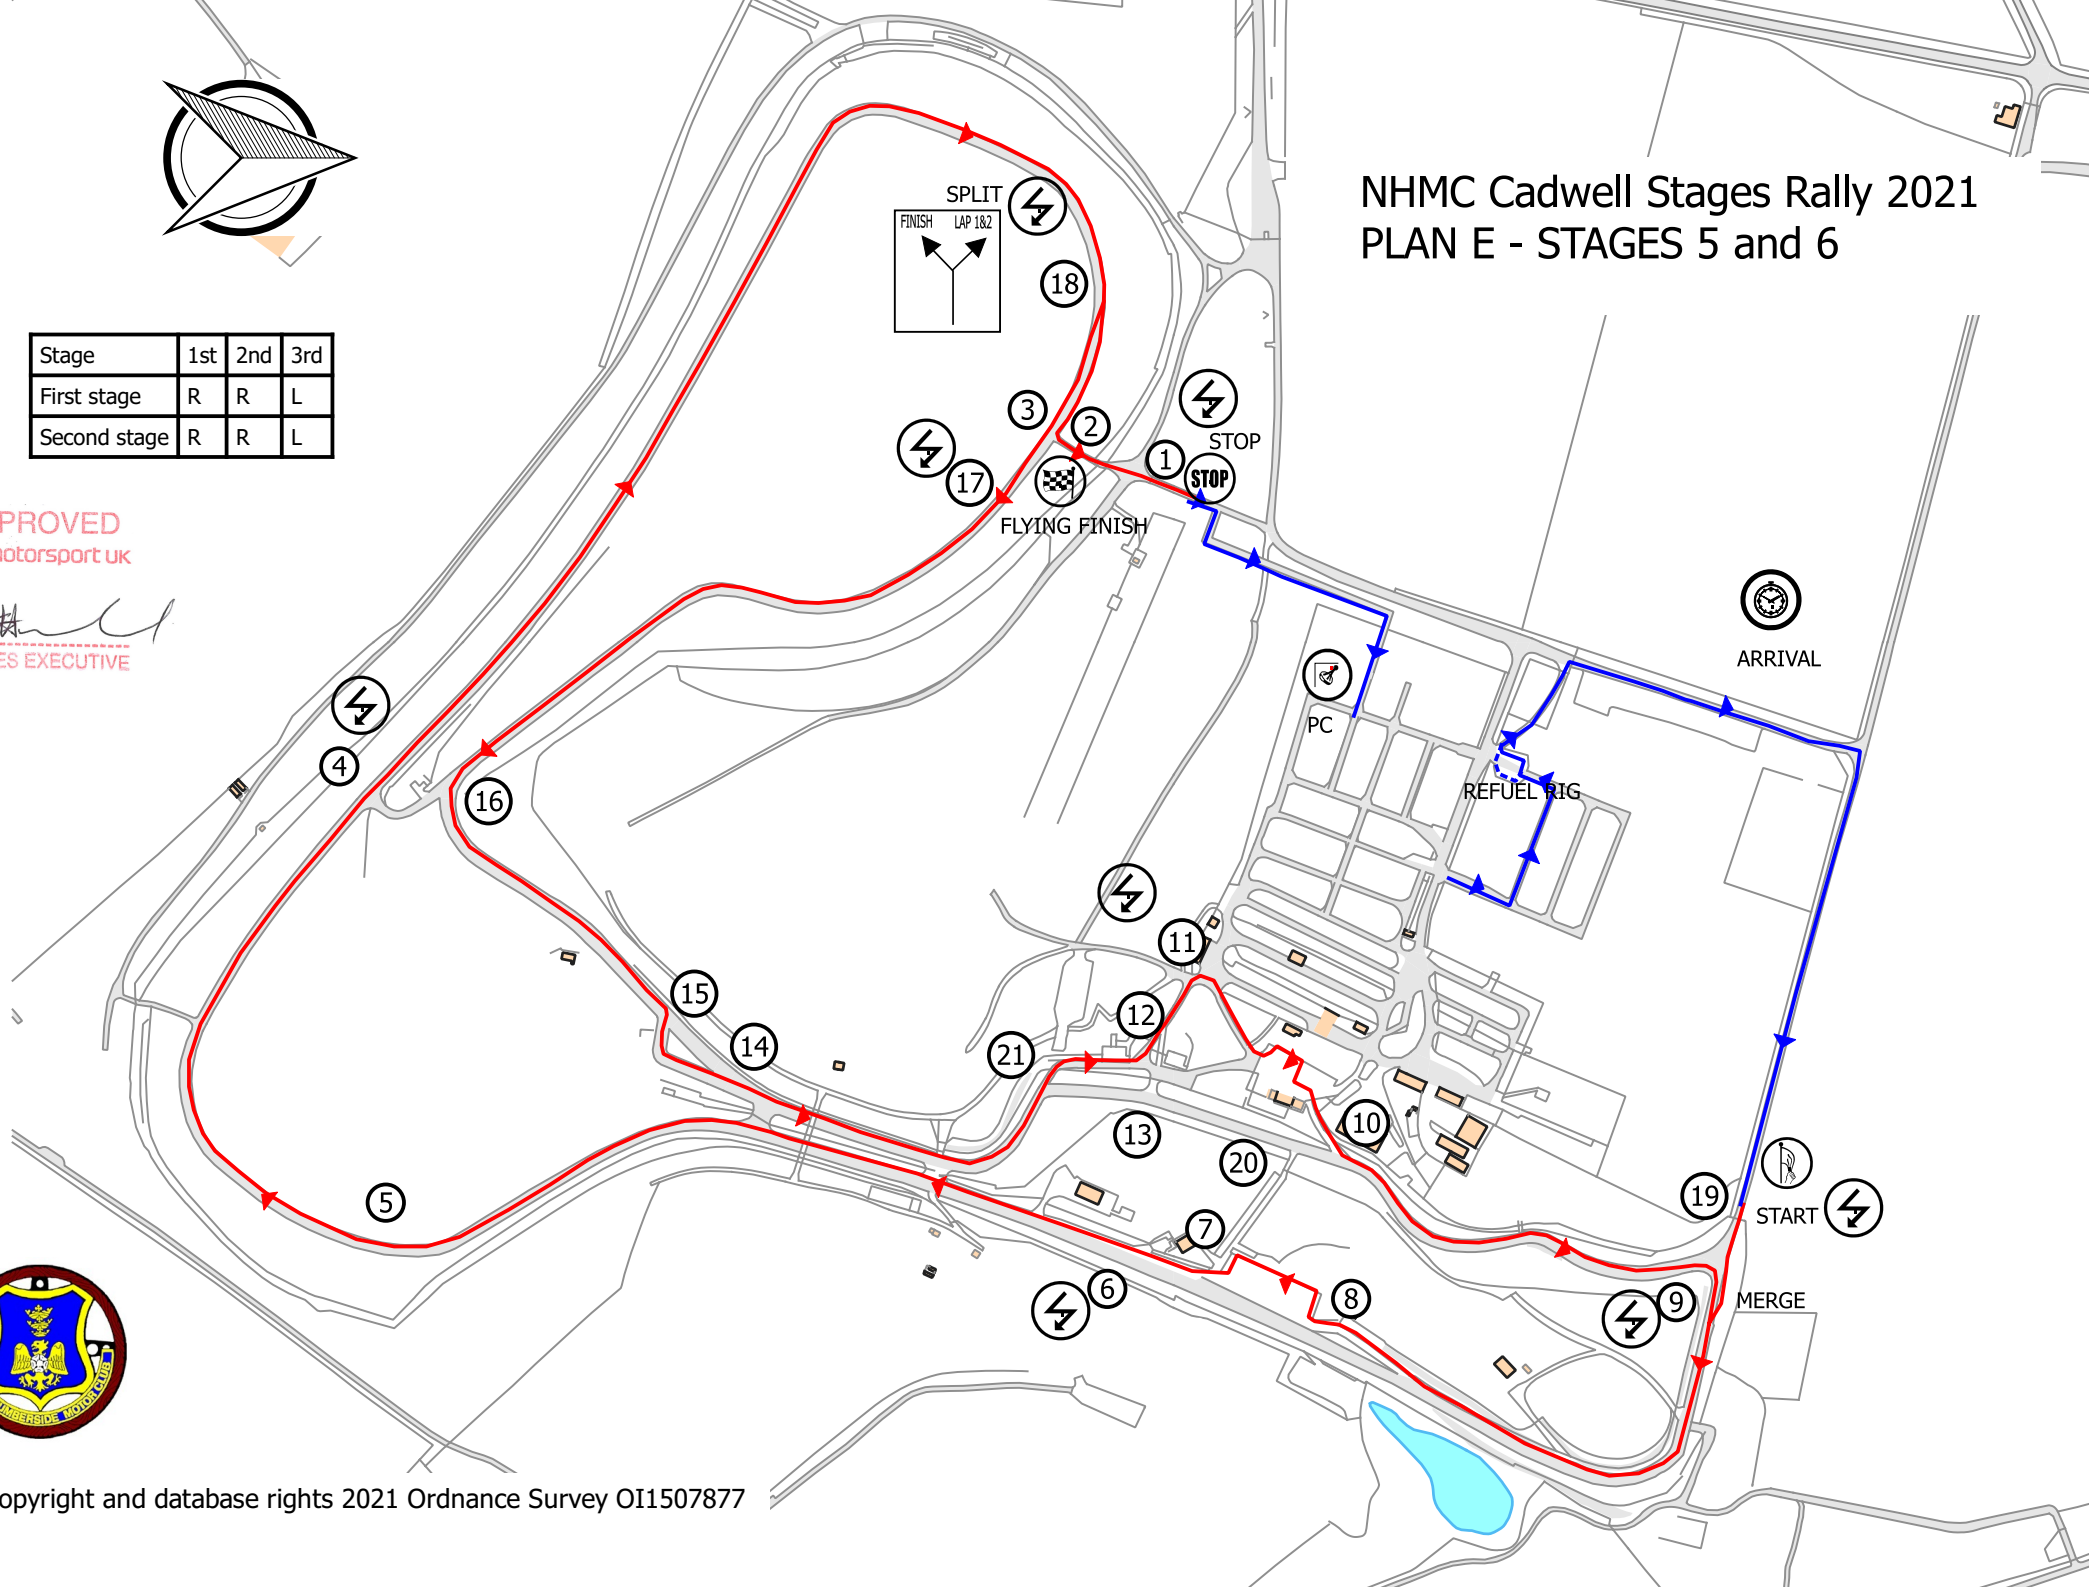 NHMC Cadwell Stages Rally 2021
PLAN E - STAGES 5 and 6
SPLIT
FINISH LAP 1&2
18
Stage 1st 2nd 3rd
First stage R R L
Second stage R R L
3
2
1
STOP
STOP
17
FLYING FINISH
PROVED
otorsport UK
ES EXECUTIVE
ARRIVAL
PC
4
16
REFUEL RIG
11
15
12
14
21
10
13
20
19
START
5
7
6
8
9
MERGE
UMBERSIDE MOTOR CLUB
opyright and database rights 2021 Ordnance Survey OI1507877